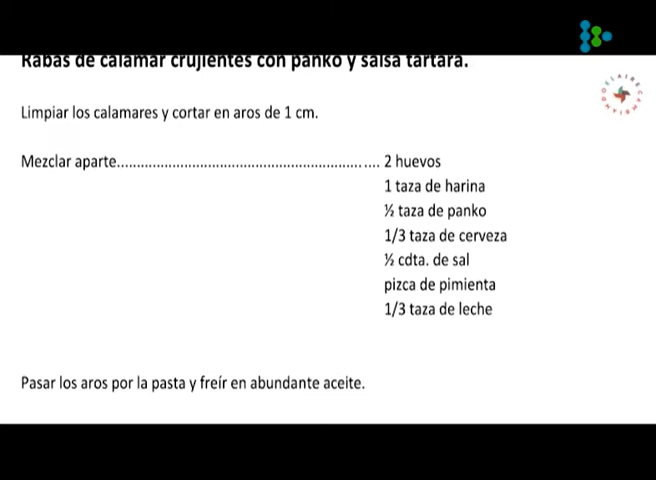 Rabas de calamar crujientes con panko y salsa tártara.
Limpiar los calamares y cortar en aros de 1 cm.
Mezclar aparte.................................................................. 2 huevos
1 taza de harina
½ taza de panko
1/3 taza de cerveza
½ cdta. de sal
pizca de pimienta
1/3 taza de leche
Pasar los aros por la pasta y freír en abundante aceite.